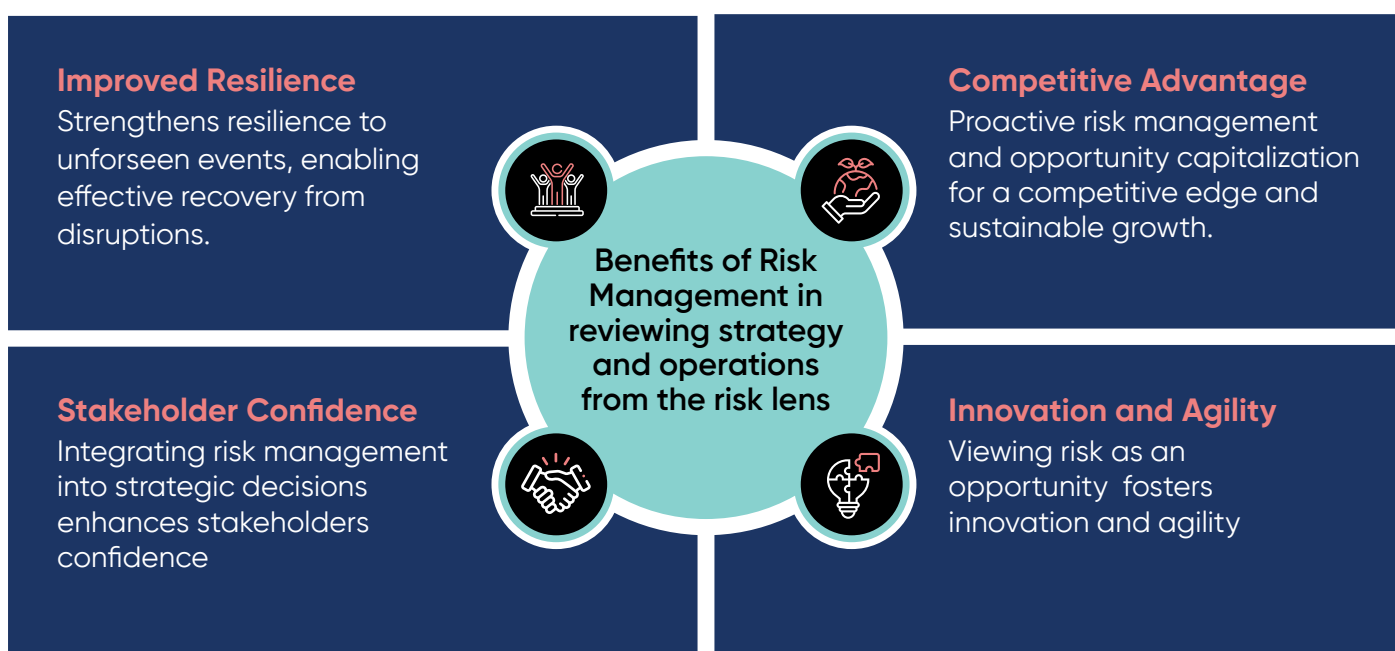 Improved Resilience
Strengthens resilience to
unforseen events, enabling
effective recovery from
disruptions.
Competitive Advantage
Proactive risk management
and opportunity capitalization
for a competitive edge and
sustainable growth.
Benefits of Risk
Management in
reviewing strategy
and operations
from the risk lens
Stakeholder Confidence
Integrating risk management
into strategic decisions
enhances stakeholders
confidence
Innovation and Agility
Viewing risk as an
opportunity  fosters
innovation and agility